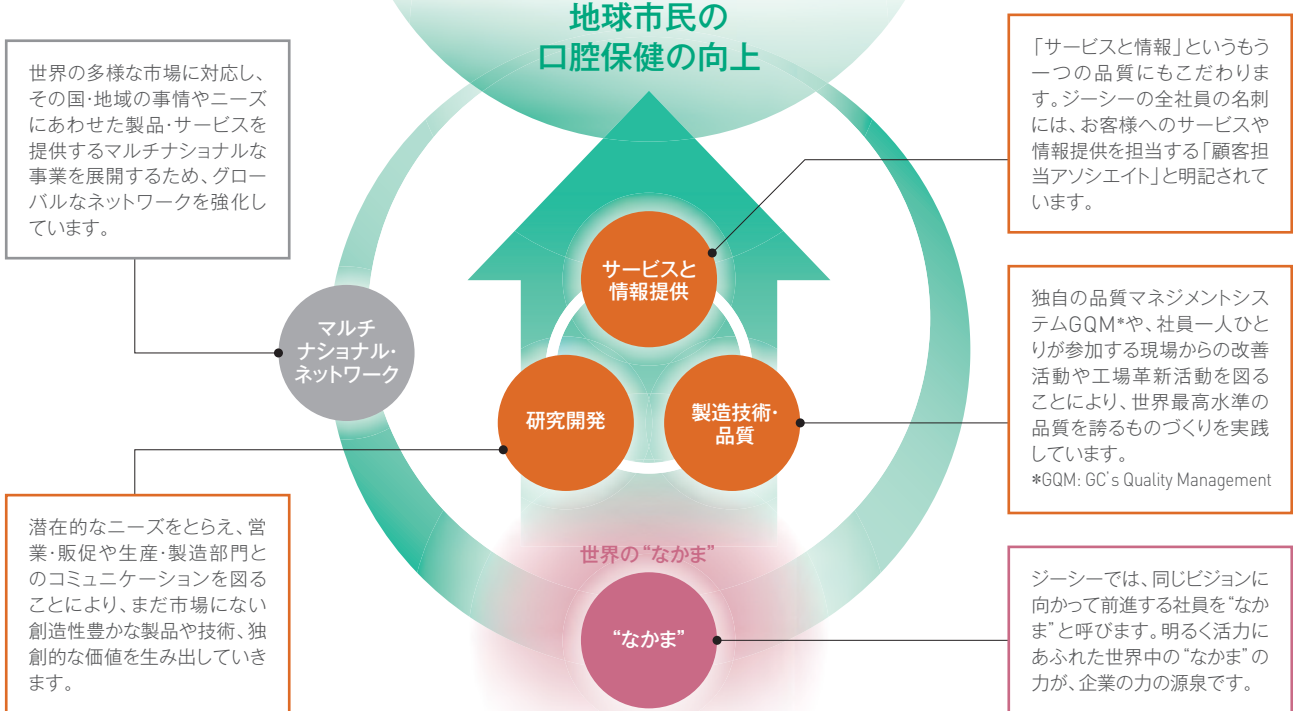 地球市民の
口腔保健の向上
世界の多様な市場に対応し、
その国・地域の事情やニーズ
にあわせた製品・サービスを
提供するマルチナショナルな
事業を展開するため、グロー
バルなネットワークを強化し
ています。
「サービスと情報」というもう
一つの品質にもこだわりま
す。ジーシーの全社員の名刺
には、お客様へのサービスや
情報提供を担当する「顧客担
当アソシエイト」と明記されて
います。
サービスと
情報提供
マルチ
ナショナル・
ネットワーク
研究開発
製造技術・
品質
独自の品質マネジメントシス
テムGQM*や、社員一人ひと
りが参加する現場からの改善
活動や工場革新活動を図る
ことにより、世界最高水準の
品質を誇るものづくりを実践
しています。
*GQM: GC's Quality Management
潜在的なニーズをとらえ、営
業・販促や生産・製造部門と
のコミュニケーションを図る
ことにより、まだ市場にない
創造性豊かな製品や技術、独
創的な価値を生み出していき
ます。
世界の“なかま”
“なかま”
ジーシーでは、同じビジョンに
向かって前進する社員を“なか
ま”と呼びます。明るく活力に
あふれた世界中の“なかま”の
力が、企業の力の源泉です。